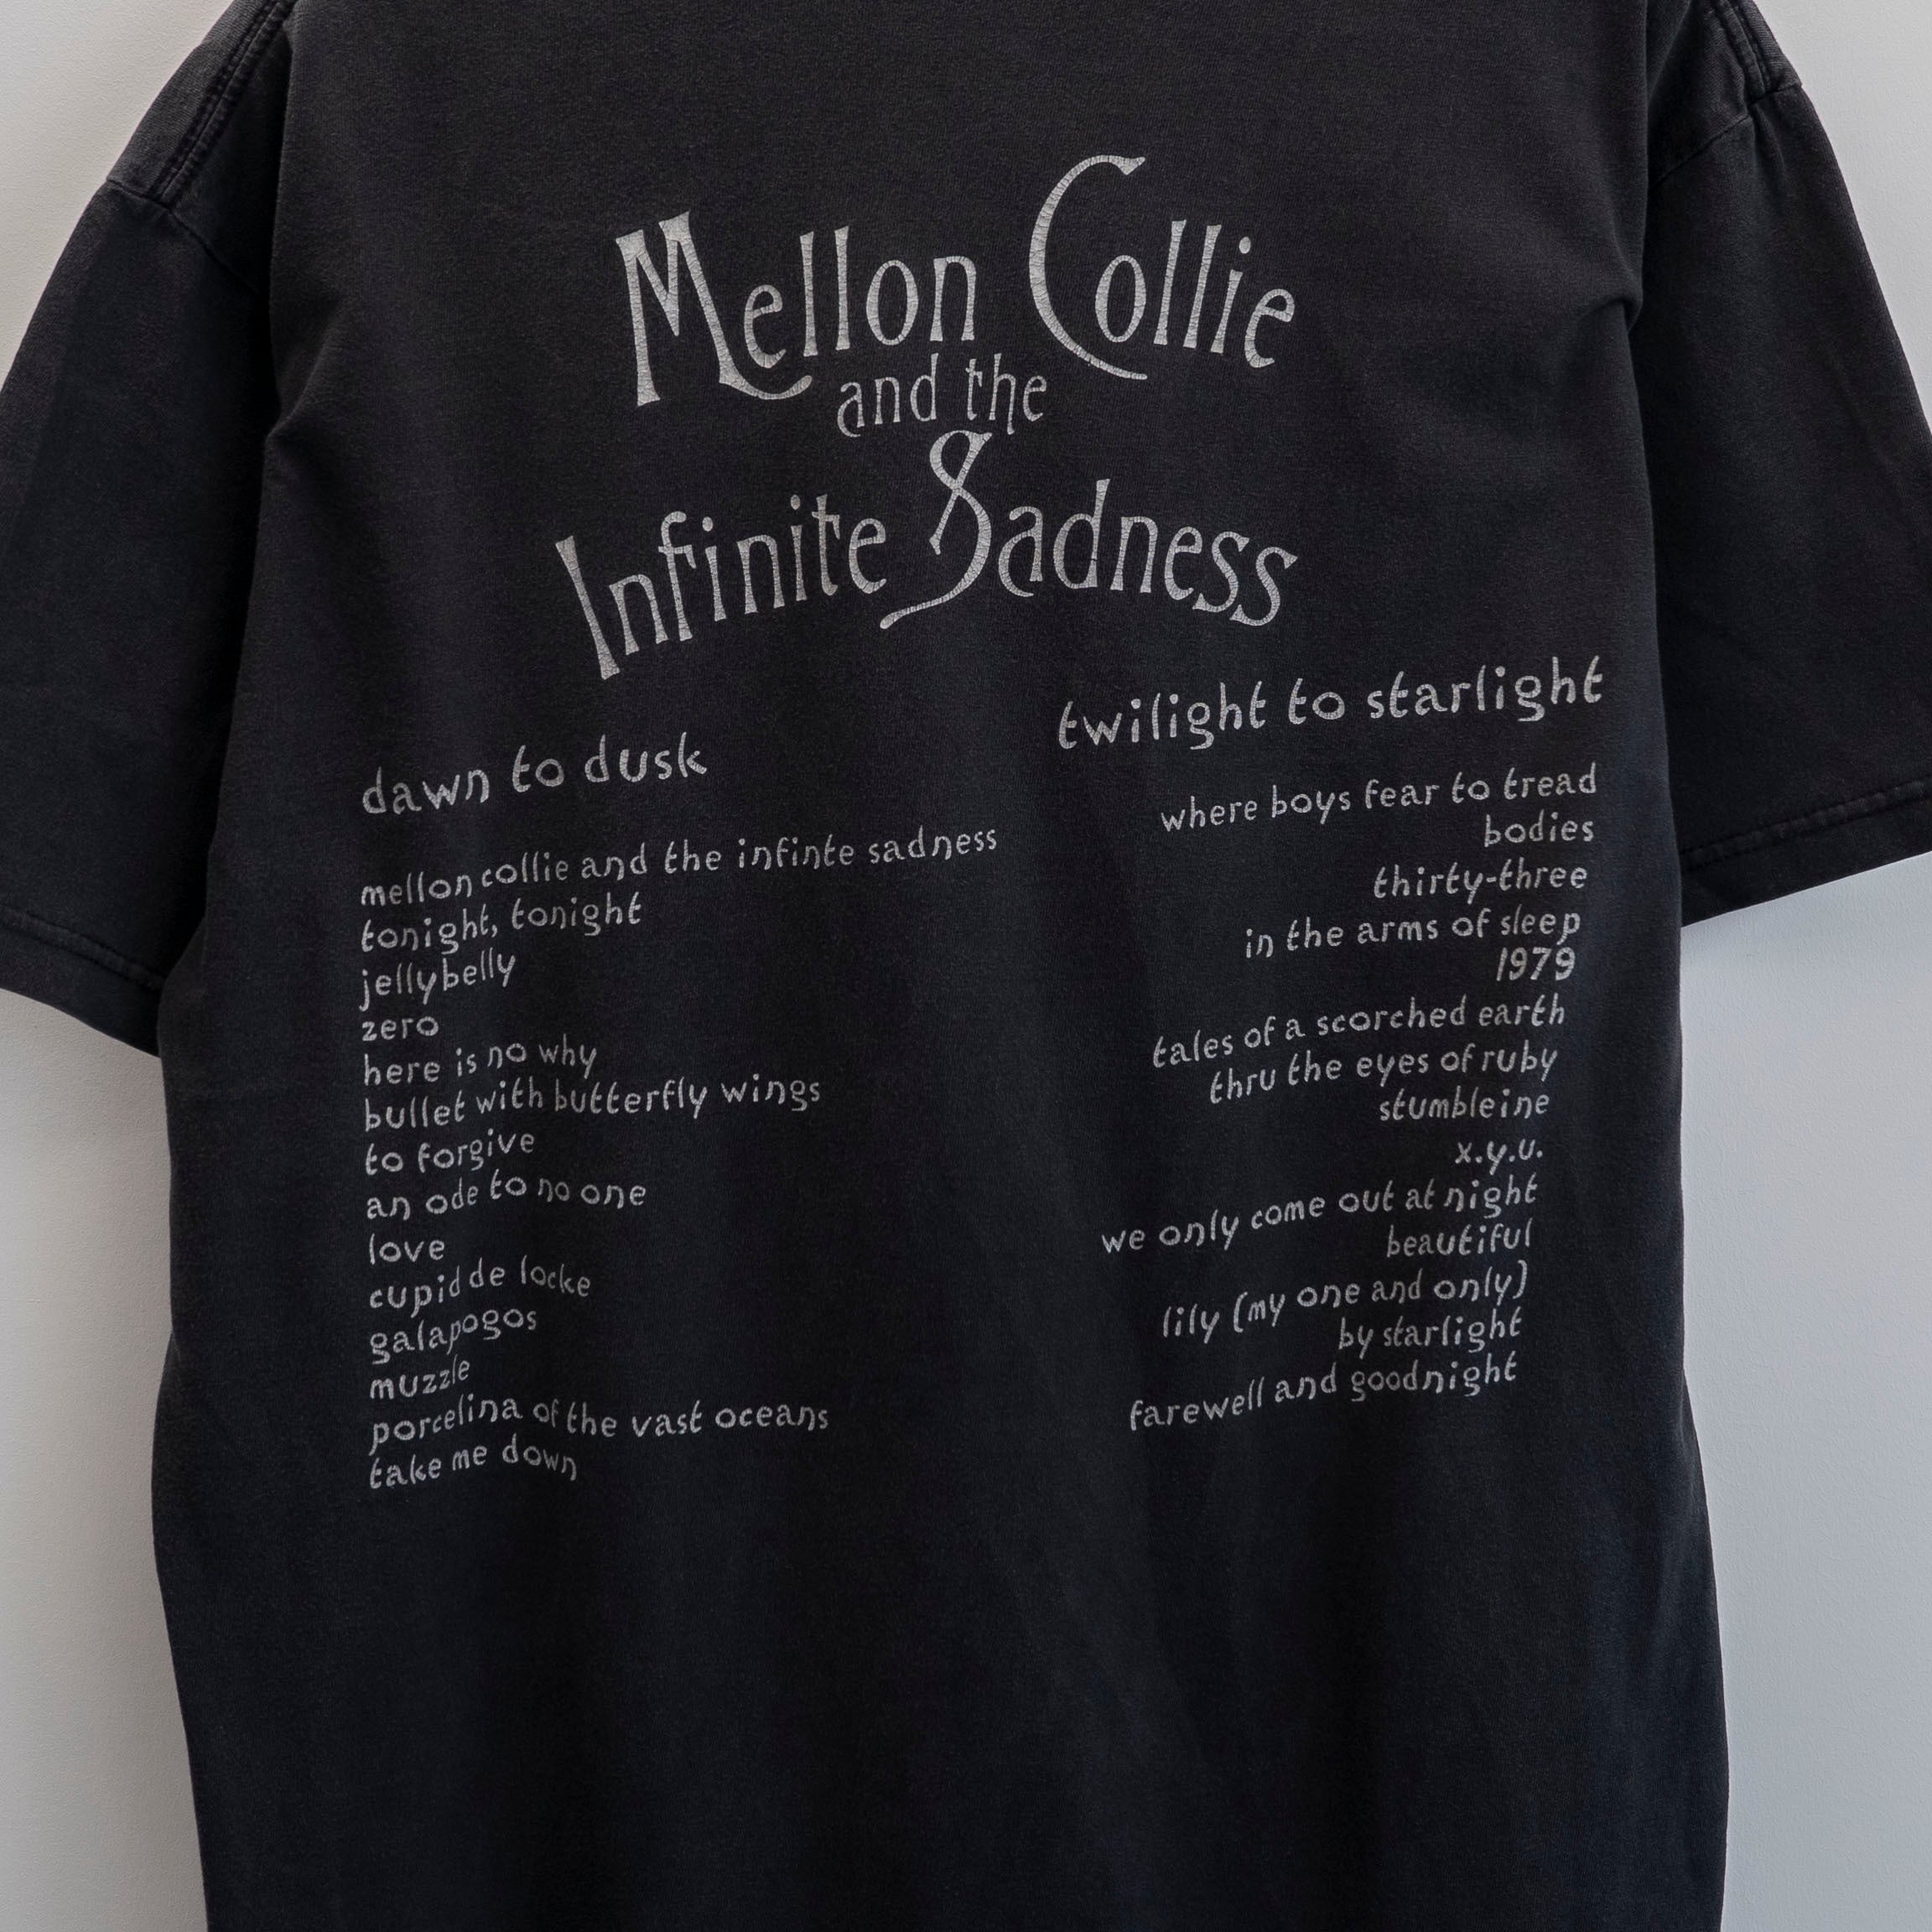 Mellon Collie
and the
Infinite Sadness
dawn to dusk
mellon collie and the infinte sadness
tonight, tonight
jellybelly
zero
here is no why
bullet with butterfly wings
to forgive
an ode to no one
love
cupid de locke
galapogos
muzzle
porcelina of the vast oceans
take me down
twilight to starlight
where boys fear to tread
bodies
thirty-three
in the arms of sleep
1979
tales of a scorched earth
thru the eyes of ruby
stumbleine
x.y.u.
we only come out at night
beautiful
lily (my one and only)
by starlight
farewell and goodnight